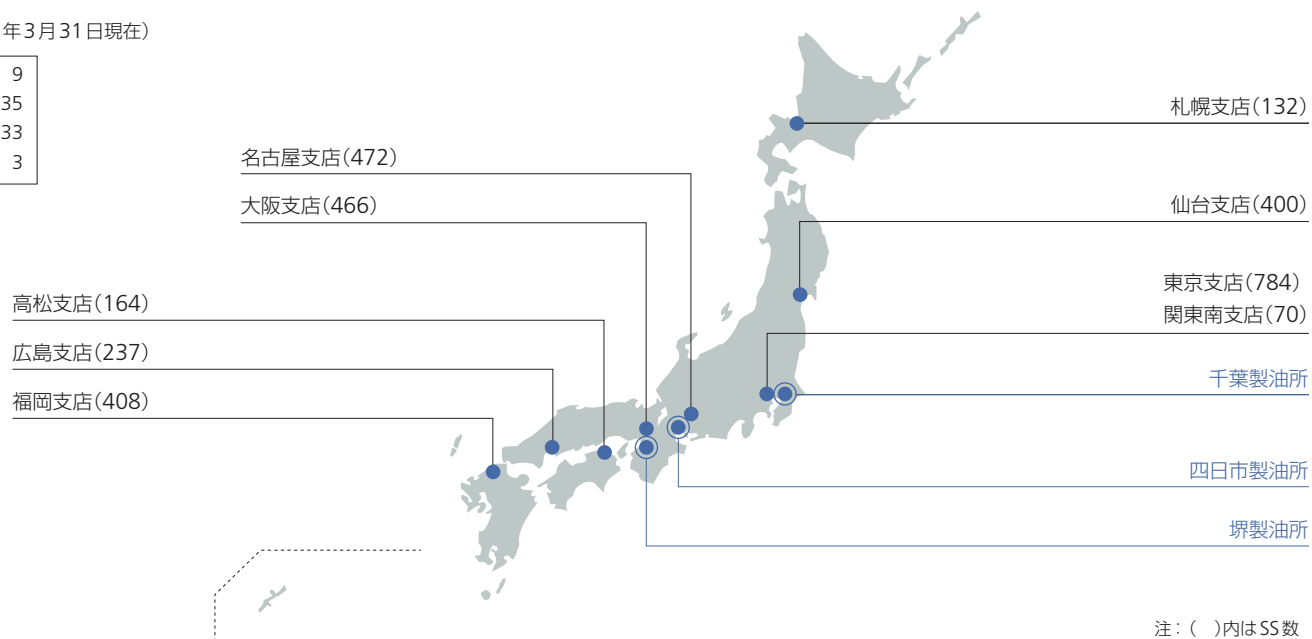 年3月31日現在）
9
35
33
3
札幌支店（132）
名古屋支店（472）
大阪支店（466）
仙台支店（400）
東京支店（784）
関東南支店（70）
高松支店（164）
広島支店（237）
福岡支店（408）
千葉製油所
四日市製油所
堺製油所
注：（　）内はSS数